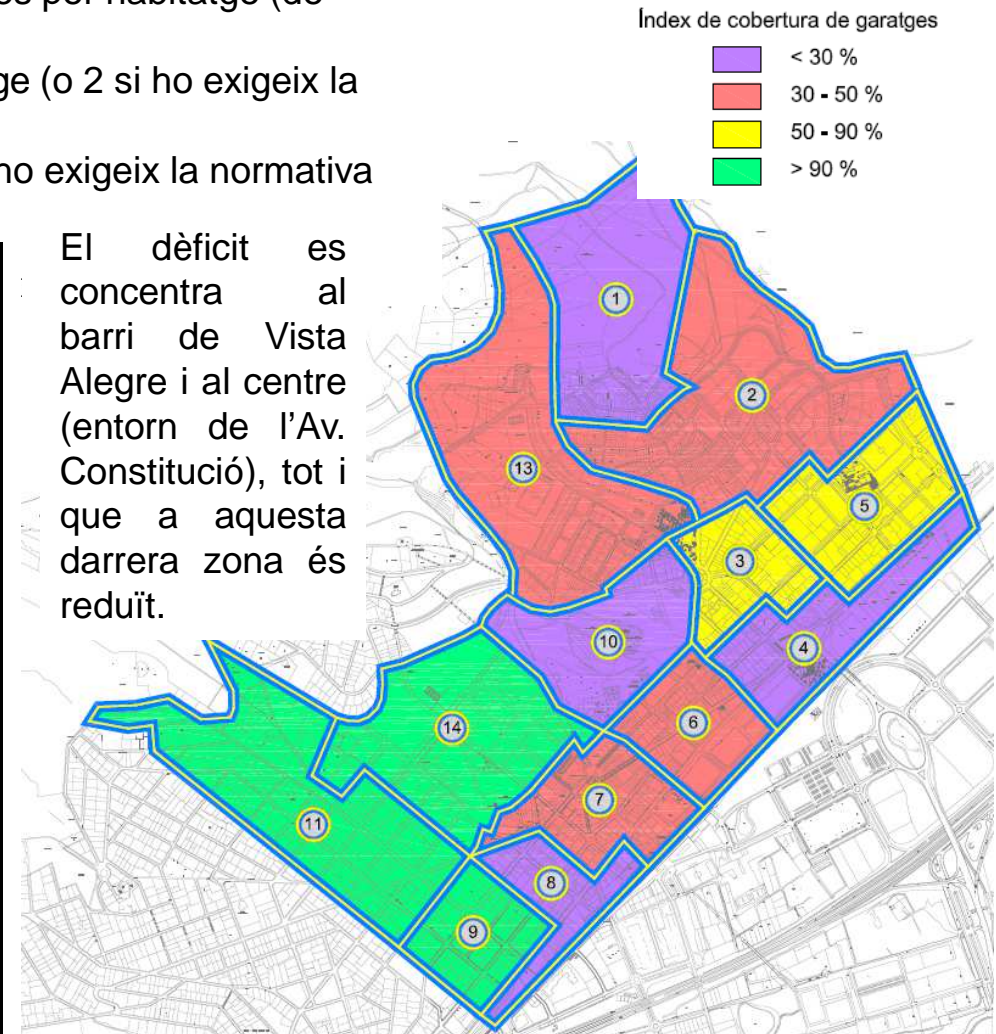 es per habitatge (de
ge (o 2 si ho exigeix la
ho exigeix la normativa
El dèficit es
concentra al
barri de Vista
Alegre i al centre
(entorn de l'Av.
Constitució), tot i
que a aquesta
darrera zona és
reduït.
Índex de cobertura de garatges
< 30 %
30 - 50 %
50 - 90 %
> 90 %
1
2
13
5
3
10
4
6
14
7
11
8
9